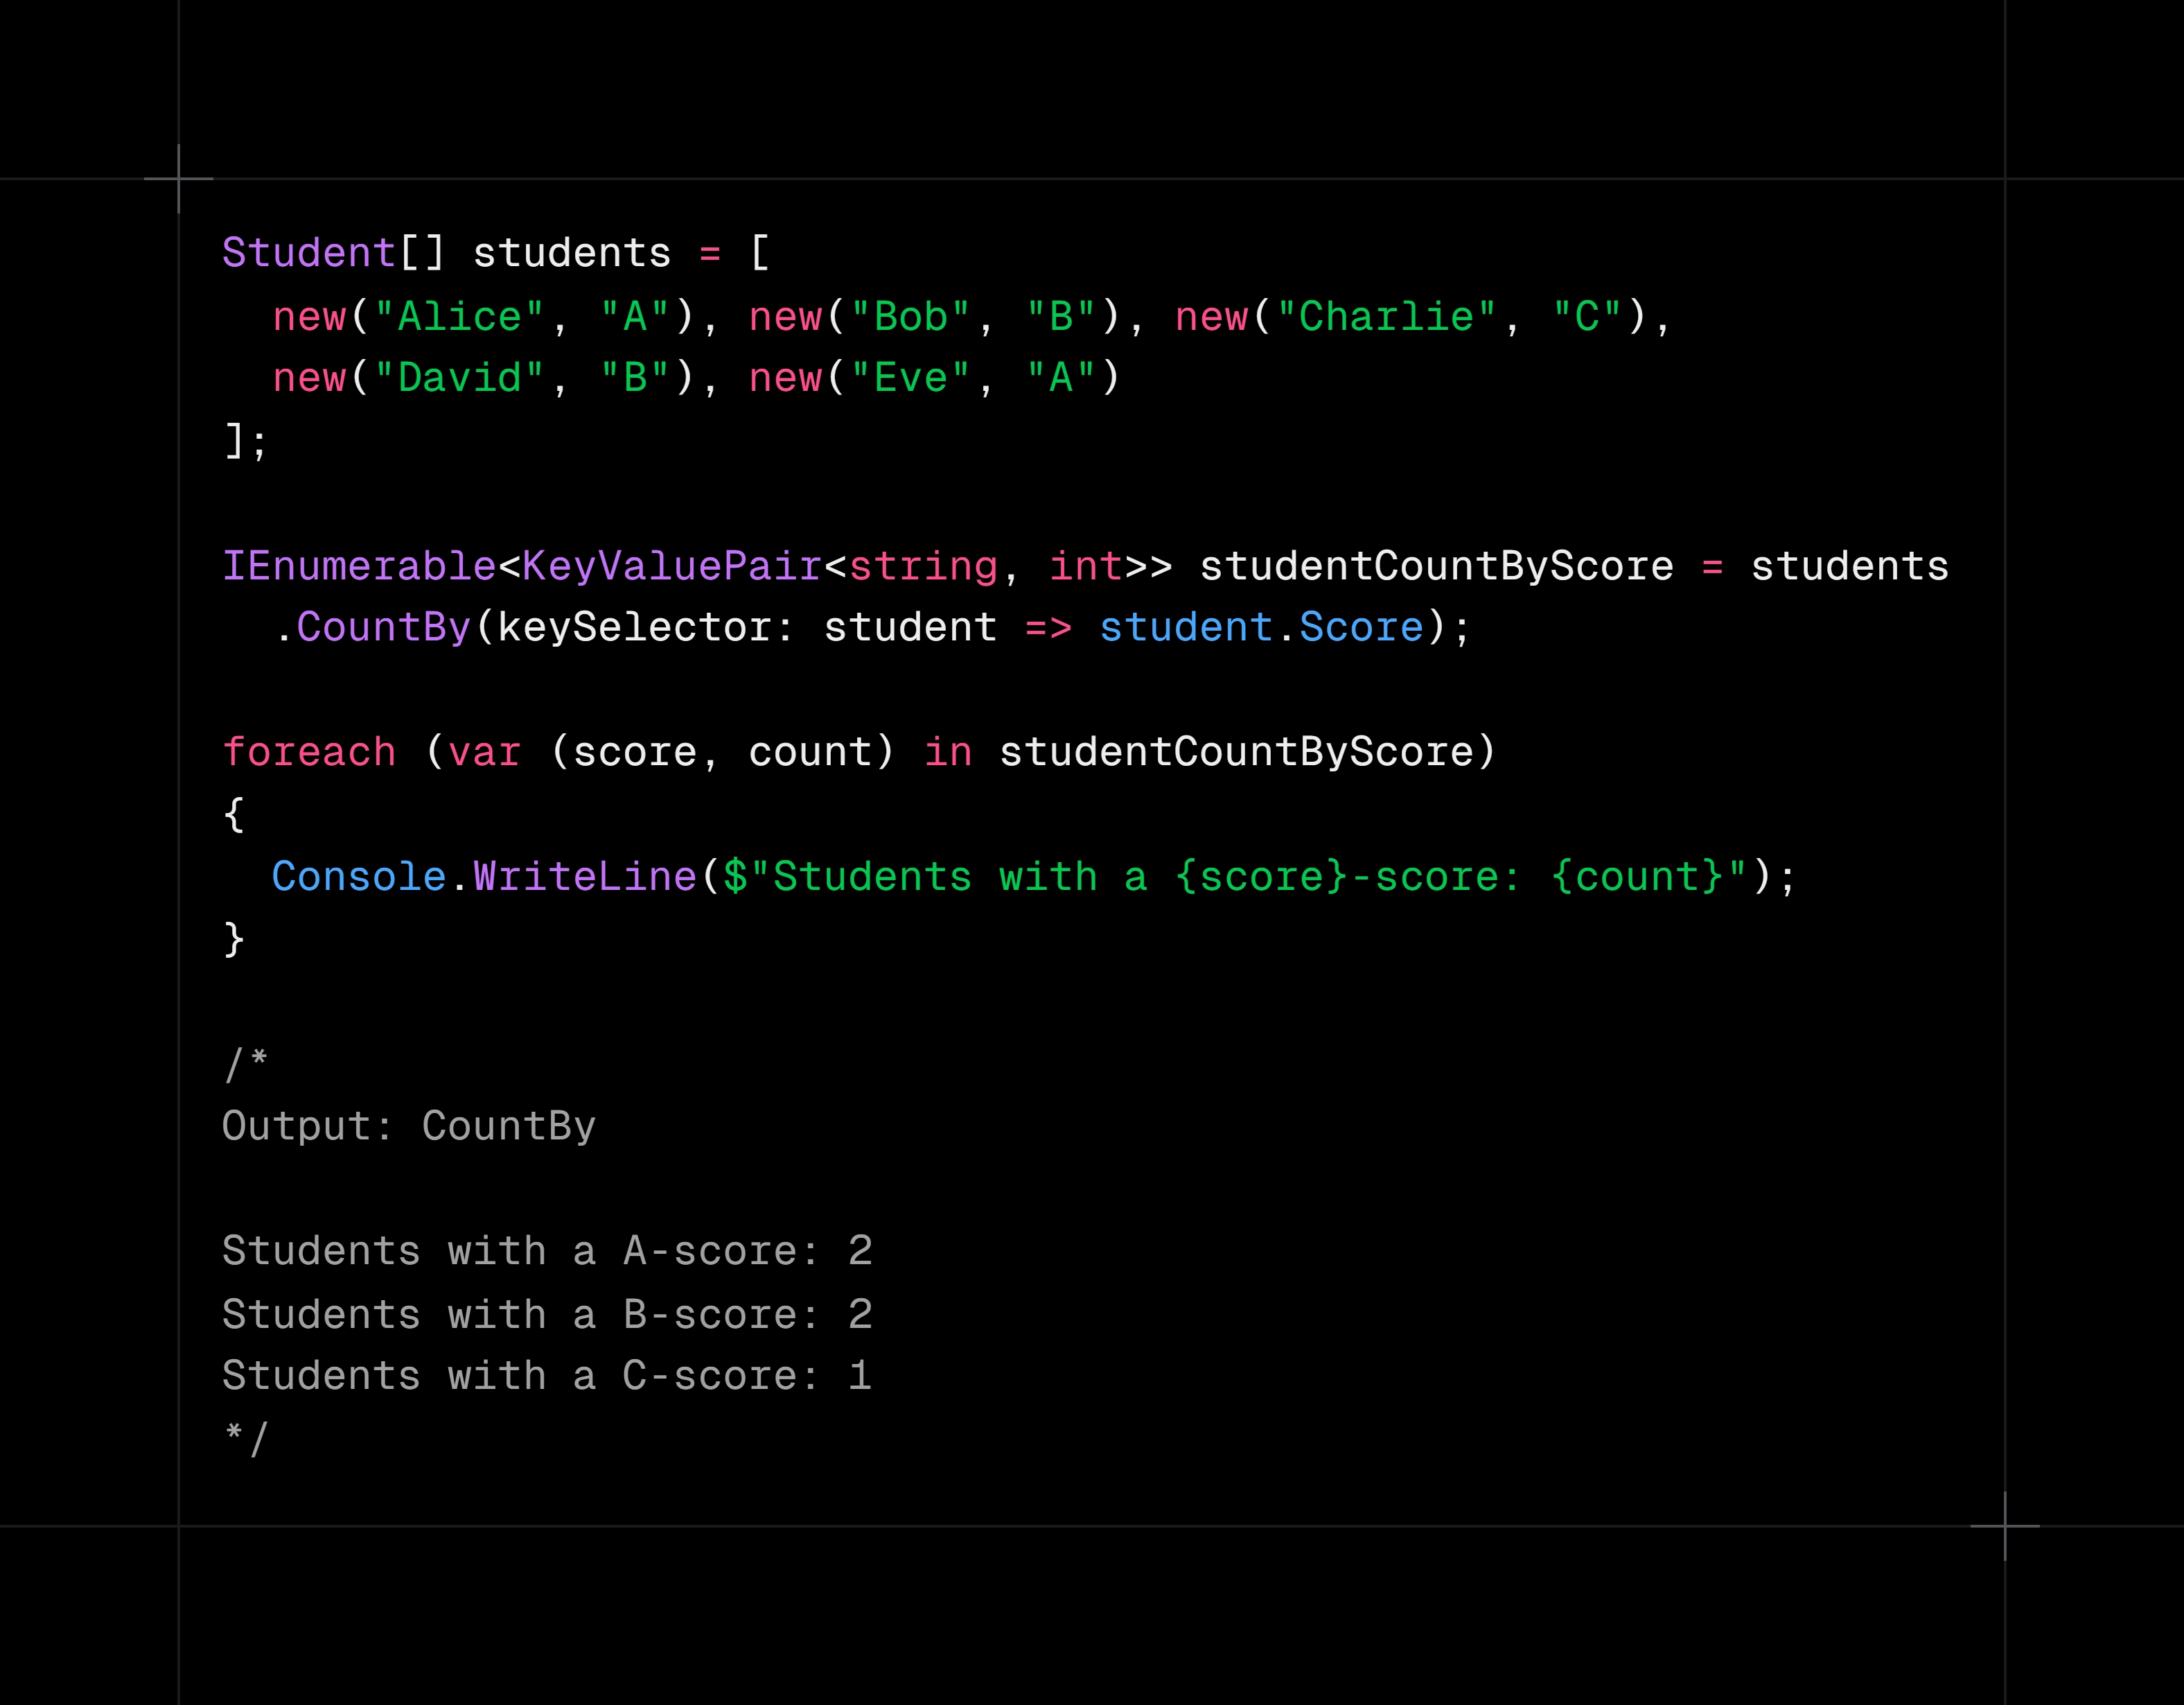 Student[] students = [
  new("Alice", "A"), new("Bob", "B"), new("Charlie", "C"),
  new("David", "B"), new("Eve", "A")
];

IEnumerable<KeyValuePair<string, int>> studentCountByScore = students
  .CountBy(keySelector: student => student.Score);

foreach (var (score, count) in studentCountByScore)
{
  Console.WriteLine($"Students with a {score}-score: {count}");
}

/*
Output: CountBy

Students with a A-score: 2
Students with a B-score: 2
Students with a C-score: 1
*/